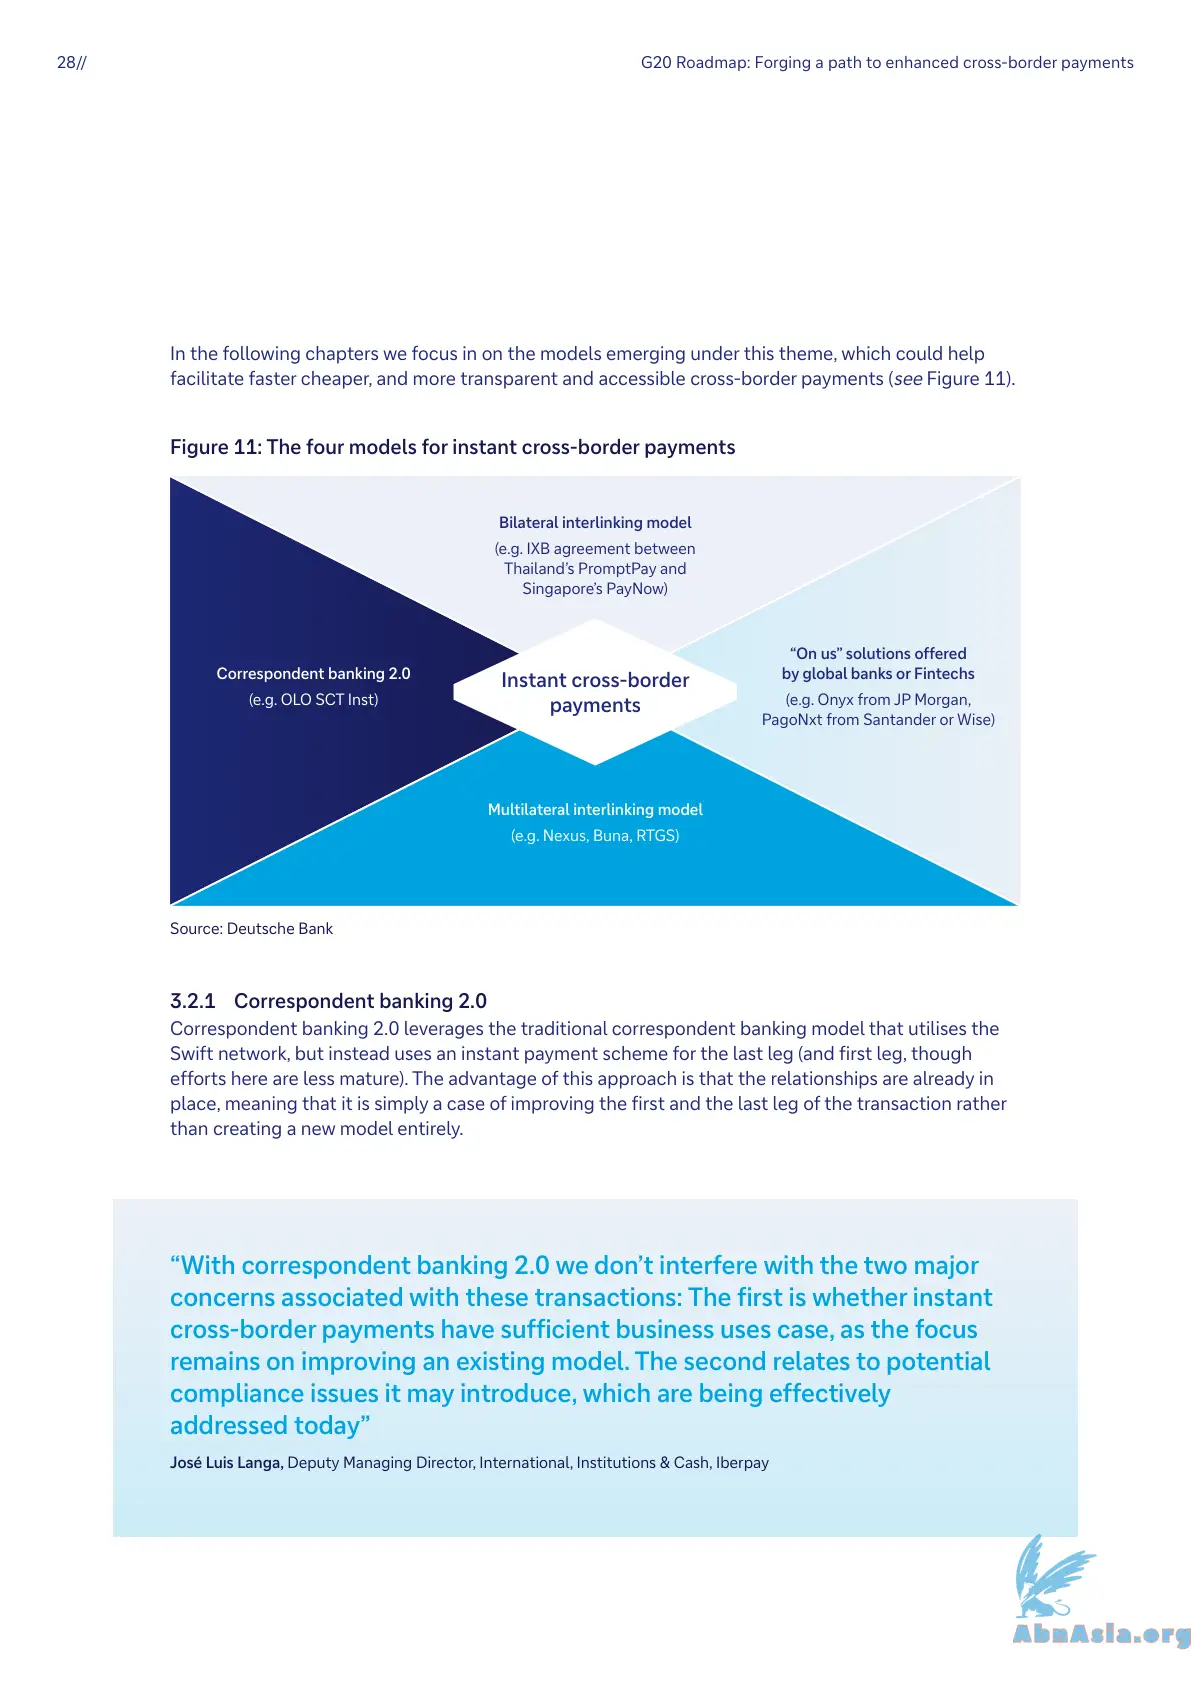 28//
G20 Roadmap: Forging a path to enhanced cross-border payments
In the following chapters we focus in on the models emerging under this theme, which could help
facilitate faster cheaper, and more transparent and accessible cross-border payments (see Figure 11).
Figure 11: The four models for instant cross-border payments
Bilateral interlinking model
(e.g. IXB agreement between
Thailand’s PromptPay and
Singapore’s PayNow)
Correspondent banking 2.0
(e.g. OLO SCT Inst)
Instant cross-border
payments
“On us” solutions offered
by global banks or Fintechs
(e.g. Onyx from JP Morgan,
PagoNxt from Santander or Wise)
Multilateral interlinking model
(e.g. Nexus, Buna, RTGS)
Source: Deutsche Bank
3.2.1 Correspondent banking 2.0
Correspondent banking 2.0 leverages the traditional correspondent banking model that utilises the
Swift network, but instead uses an instant payment scheme for the last leg (and first leg, though
efforts here are less mature). The advantage of this approach is that the relationships are already in
place, meaning that it is simply a case of improving the first and the last leg of the transaction rather
than creating a new model entirely.
“With correspondent banking 2.0 we don’t interfere with the two major
concerns associated with these transactions: The first is whether instant
cross-border payments have sufficient business uses case, as the focus
remains on improving an existing model. The second relates to potential
compliance issues it may introduce, which are being effectively
addressed today”
José Luis Langa, Deputy Managing Director, International, Institutions & Cash, Iberpay
AbnAsia.org